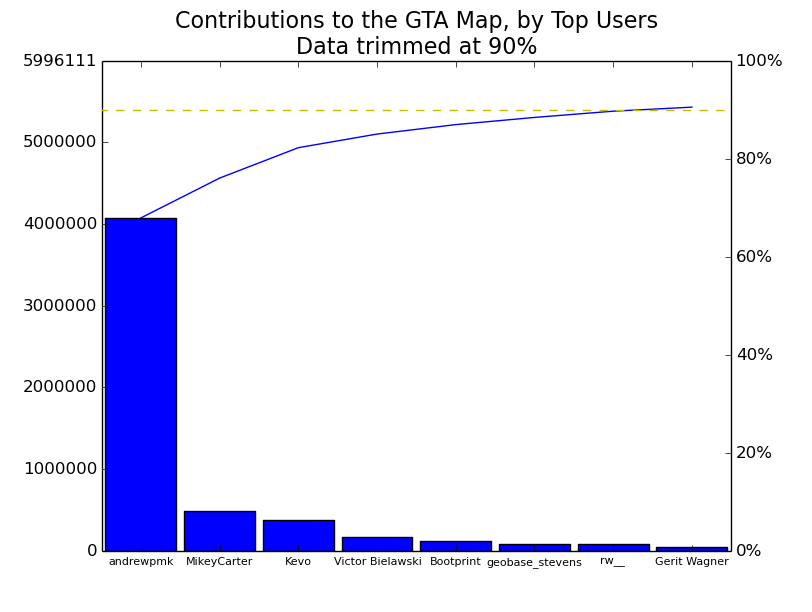 Contributions to the GTA Map, by Top Users
Data trimmed at 90%
5996111
5000000
4000000
3000000
2000000
1000000
0
100%
80%
60%
40%
20%
0%
andrewpmk
MikeyCarter
Kevo
Victor Bielawski
Bootprint
geobase_stevens
rw__
Gerit Wagner